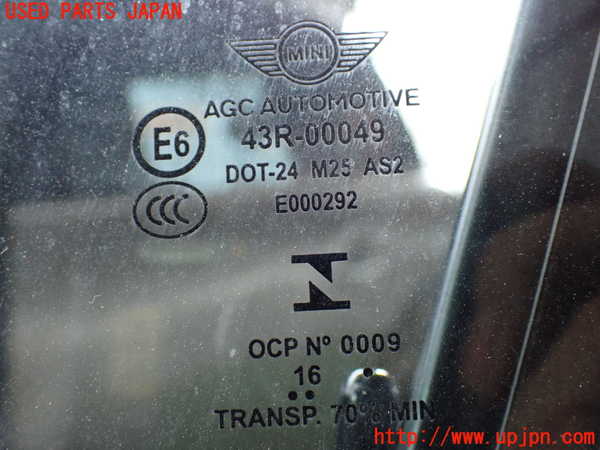 USED PARTS JAPAN
MINI
AGC AUTOMOTIVE
E6
43R-00049
DOT-24 M25 AS2
CCC
E000292
OCP Nº 0009
16
TRANSP. 70% MIN
http://www.upjpn.com/